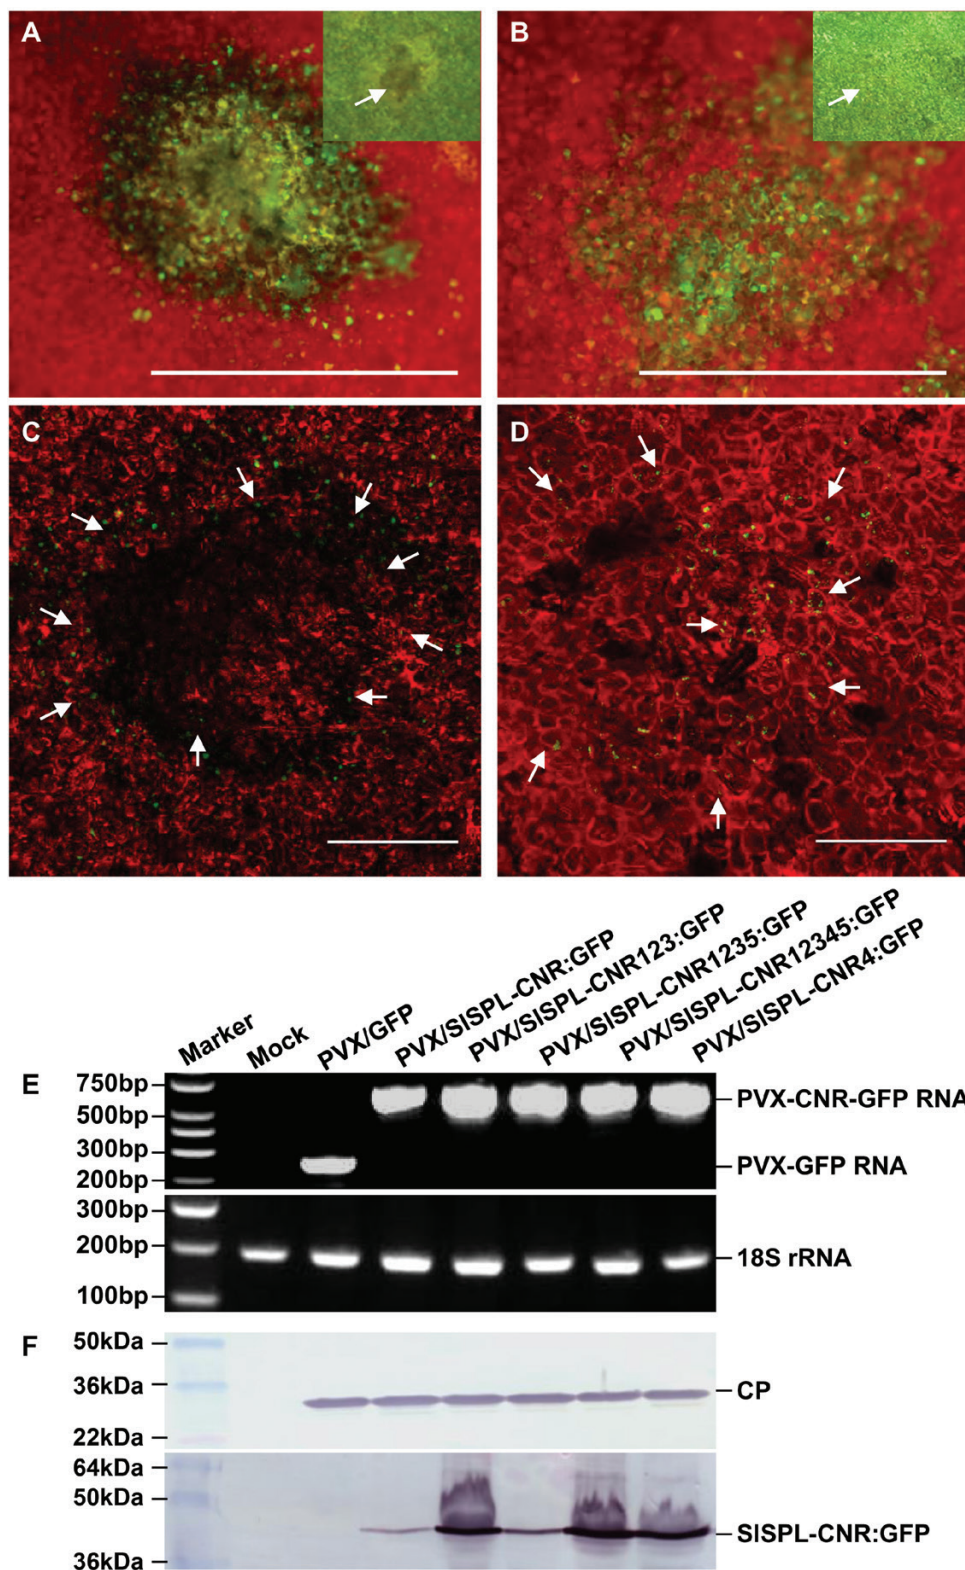 A
B
C
D
Marker
Mock
PVX/GFP
PVX/SlSPL-CNR:GFP
PVX/SlSPL-CNR123:GFP
PVX/SlSPL-CNR1235:GFP
PVX/SlSPL-CNR12345:GFP
PVX/SlSPL-CNR4:GFP
E
750bp
500bp
300bp
200bp
PVX-CNR-GFP RNA
PVX-GFP RNA
300bp
200bp
100bp
18S rRNA
F
50kDa
36kDa
22kDa
CP
64kDa
50kDa
36kDa
SlSPL-CNR:GFP